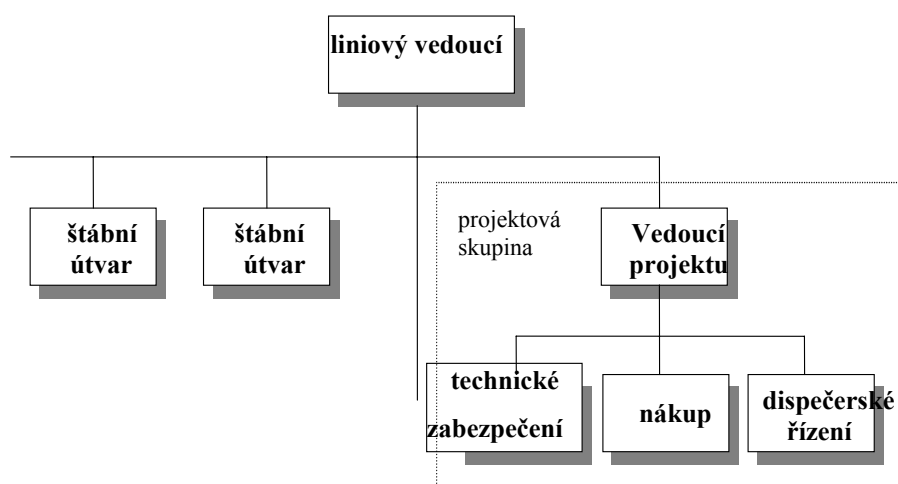 liniový vedoucí
štábní
útvar
štábní
útvar
projektová
skupina
Vedoucí
projektu
technické
zabezpečení
nákup
dispečerské
řízení